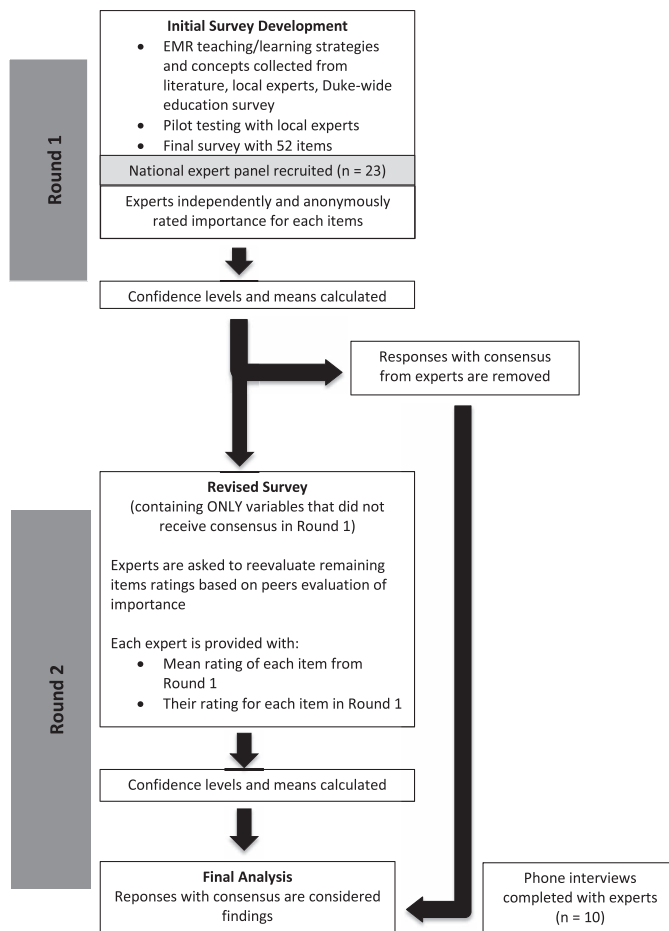 Round 1
Initial Survey Development
• EMR teaching/learning strategies
and concepts collected from
literature, local experts, Duke-wide
education survey
• Pilot testing with local experts
• Final survey with 52 items
National expert panel recruited (n = 23)
Experts independently and anonymously
rated importance for each items
Confidence levels and means calculated
Responses with consensus
from experts are removed
Round 2
Revised Survey
(containing ONLY variables that did not
receive consensus in Round 1)
Experts are asked to reevaluate remaining
items ratings based on peers evaluation of
importance
Each expert is provided with:
• Mean rating of each item from
Round 1
• Their rating for each item in Round 1
Confidence levels and means calculated
Final Analysis
Reponses with consensus are considered
findings
Phone interviews
completed with experts
(n = 10)